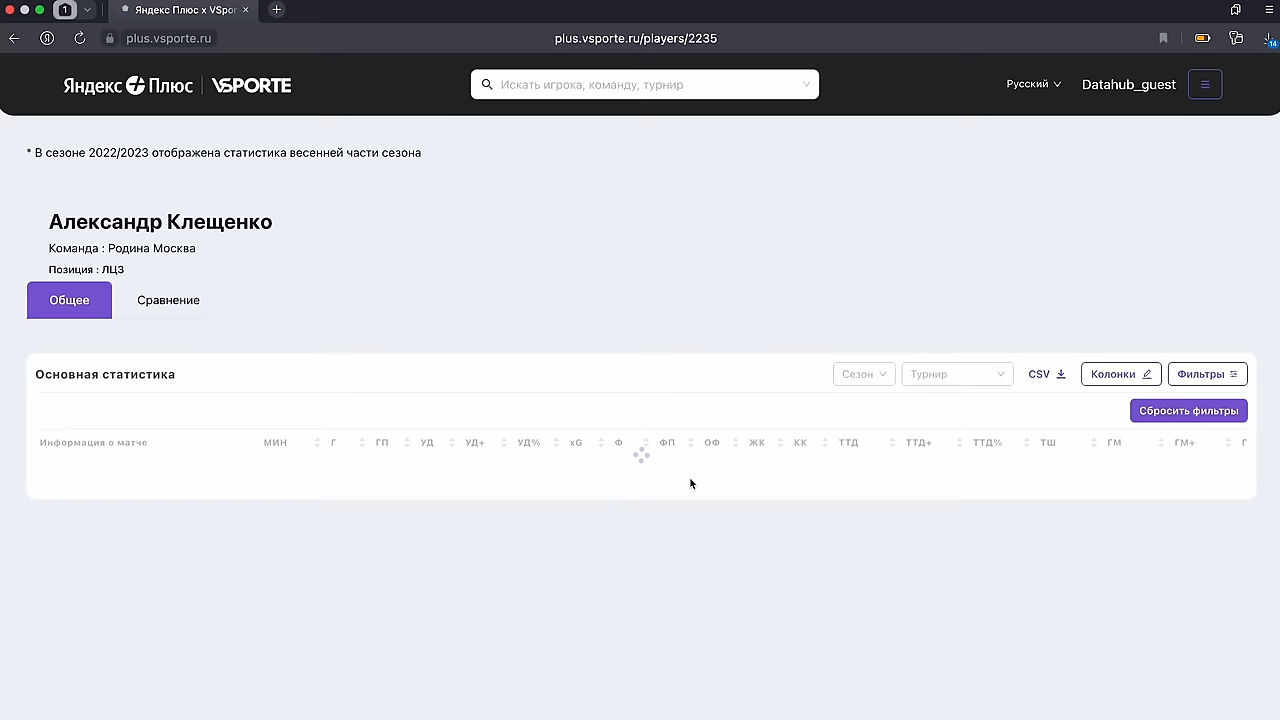 1
Яндекс Плюс x VSpor
plus.vsporte.ru
plus.vsporte.ru/players/2235
14
Яндекс Плюс VSPORTE
Искать игрока, команду, турнир
Русский
Datahub_guest
* В сезоне 2022/2023 отображена статистика весенней части сезона
Александр Клещенко
Команда : Родина Москва
Позиция : ЛЦЗ
Общее Сравнение
Основная статистика Сезон Турнир CSV Колонки Фильтры
Сбросить фильтры
Информация о матче МИН Г ГП УД УД+ УД% xG Ф ФП ОФ ЖК КК ТТД ТТД+ ТТД% ТШ ГМ ГМ+ Г